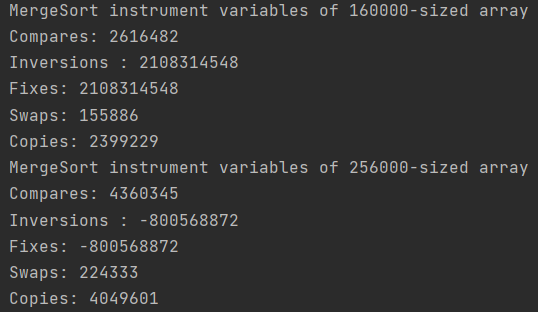 MergeSort instrument variables of 160000-sized array
Compares: 2616482
Inversions : 2108314548
Fixes: 2108314548
Swaps: 155886
Copies: 2399229
MergeSort instrument variables of 256000-sized array
Compares: 4360345
Inversions : -800568872
Fixes: -800568872
Swaps: 224333
Copies: 4049601